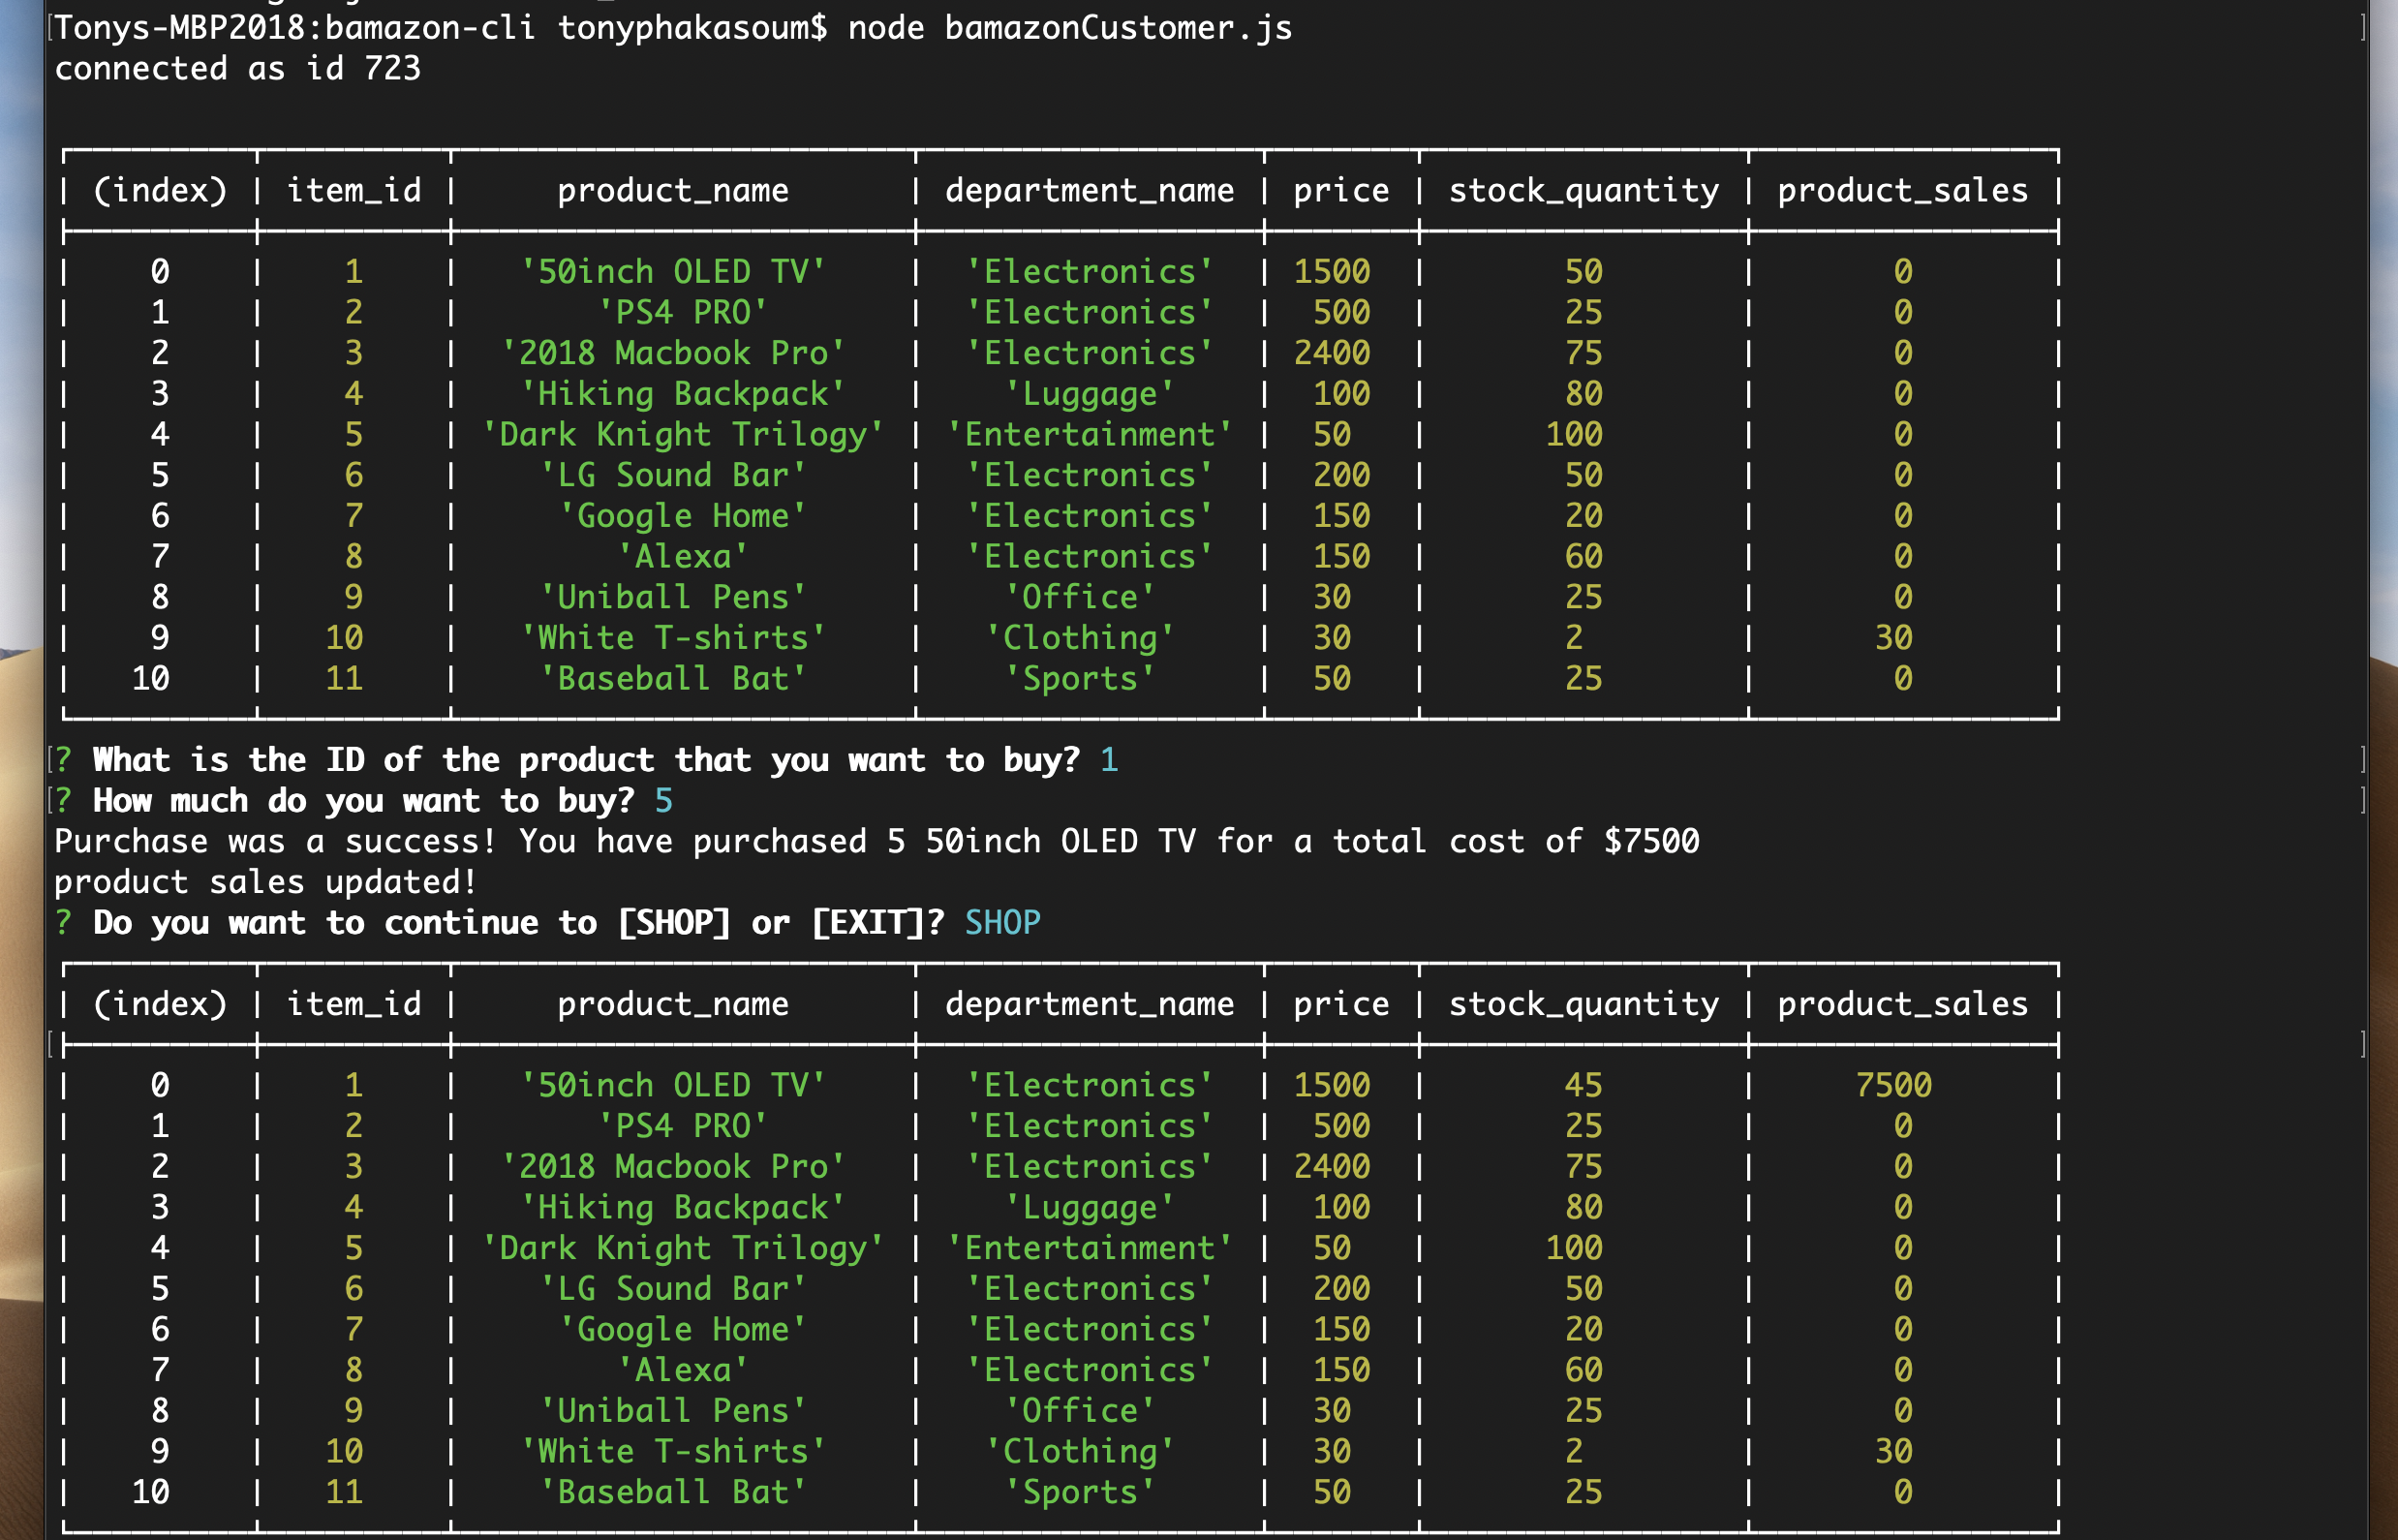 Tonys-MBP2018:bamazon-cli tonyphakasoum$ node bamazonCustomer.js
connected as id 723
(index) | item_id | product_name | department_name | price | stock_quantity | product_sales
0 | 1 | '50inch OLED TV' | 'Electronics' | 1500 | 50 | 0
1 | 2 | 'PS4 PRO' | 'Electronics' | 500 | 25 | 0
2 | 3 | '2018 Macbook Pro' | 'Electronics' | 2400 | 75 | 0
3 | 4 | 'Hiking Backpack' | 'Luggage' | 100 | 80 | 0
4 | 5 | 'Dark Knight Trilogy' | 'Entertainment' | 50 | 100 | 0
5 | 6 | 'LG Sound Bar' | 'Electronics' | 200 | 50 | 0
6 | 7 | 'Google Home' | 'Electronics' | 150 | 20 | 0
7 | 8 | 'Alexa' | 'Electronics' | 150 | 60 | 0
8 | 9 | 'Uniball Pens' | 'Office' | 30 | 25 | 0
9 | 10 | 'White T-shirts' | 'Clothing' | 30 | 2 | 30
10 | 11 | 'Baseball Bat' | 'Sports' | 50 | 25 | 0
? What is the ID of the product that you want to buy? 1
? How much do you want to buy? 5
Purchase was a success! You have purchased 5 50inch OLED TV for a total cost of $7500
product sales updated!
? Do you want to continue to [SHOP] or [EXIT]? SHOP
(index) | item_id | product_name | department_name | price | stock_quantity | product_sales
0 | 1 | '50inch OLED TV' | 'Electronics' | 1500 | 45 | 7500
1 | 2 | 'PS4 PRO' | 'Electronics' | 500 | 25 | 0
2 | 3 | '2018 Macbook Pro' | 'Electronics' | 2400 | 75 | 0
3 | 4 | 'Hiking Backpack' | 'Luggage' | 100 | 80 | 0
4 | 5 | 'Dark Knight Trilogy' | 'Entertainment' | 50 | 100 | 0
5 | 6 | 'LG Sound Bar' | 'Electronics' | 200 | 50 | 0
6 | 7 | 'Google Home' | 'Electronics' | 150 | 20 | 0
7 | 8 | 'Alexa' | 'Electronics' | 150 | 60 | 0
8 | 9 | 'Uniball Pens' | 'Office' | 30 | 25 | 0
9 | 10 | 'White T-shirts' | 'Clothing' | 30 | 2 | 30
10 | 11 | 'Baseball Bat' | 'Sports' | 50 | 25 | 0